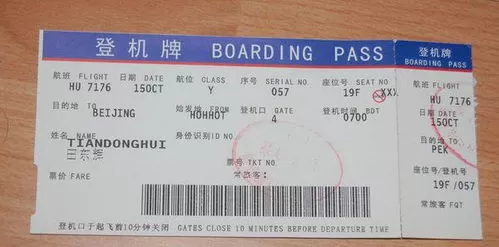 登机牌 BOARDING PASS
航班 FLIGHT 日期 DATE 舱位 CLASS 序号 SERIAL NO. 座位号 SEAT NO.
HU 7176 15OCT Y 057 19F XXX
目的地 TO 始发地 FROM 登机口 GATE 登机时间 BDT
BEIJING HOHHOT 4 0700
姓名 NAME 身份识别ID NO.
TIANDONGHUI
票号 TKT NO.
票价 FARE 常旅客:
登机口于起飞前10分钟关闭 GATES CLOSE 10 MINUTES BEFORE DEPARTURE TIME
登机牌
BOARDING PASS
航班 FLIGHT
HU 7176
日期 DATE
15OCT
目的地 TO
PEK
座位号/登机号
19F/057
常旅客 FQT